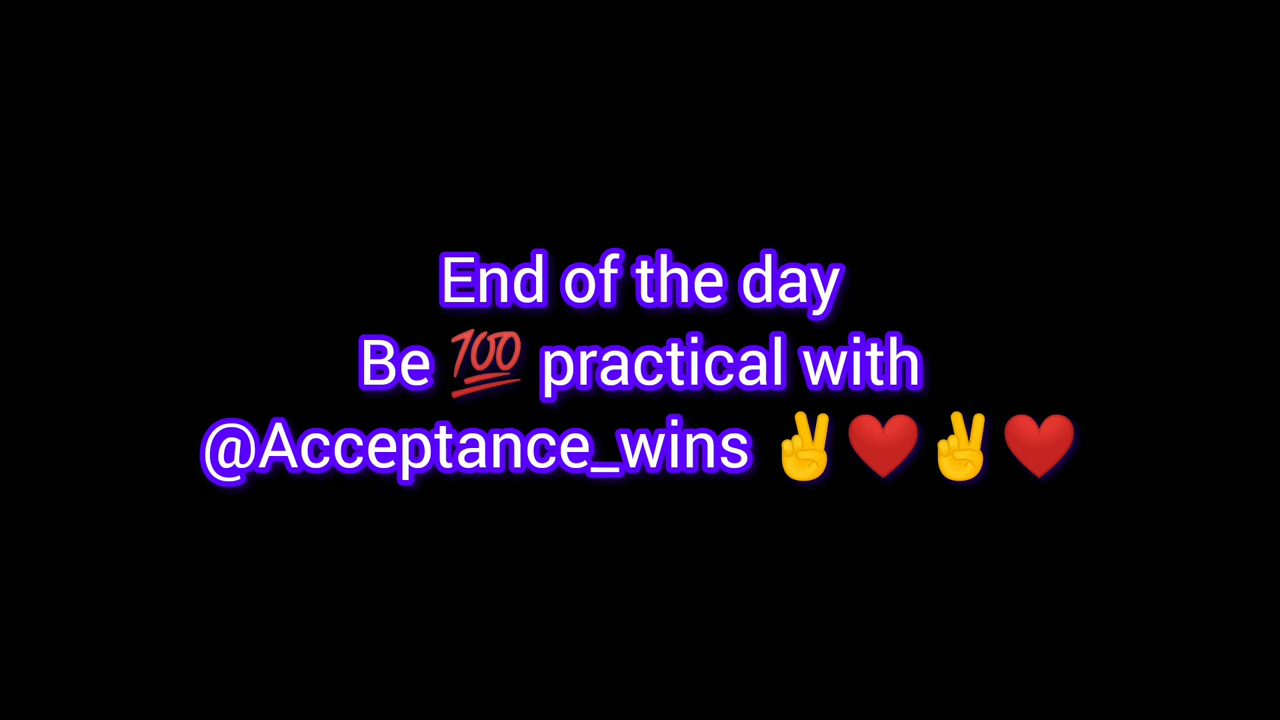 End of the day
Be 💯 practical with
@Acceptance_wins ✌️❤️✌️❤️